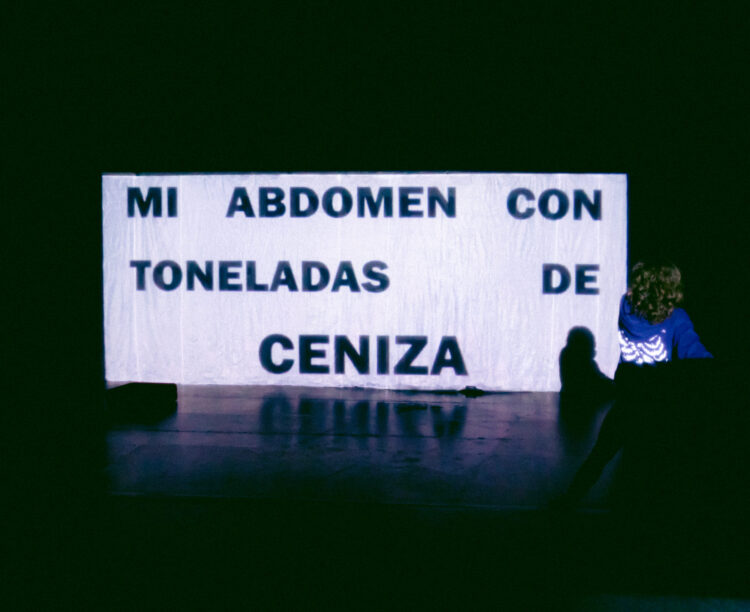 MI ABDOMEN CON
TONELADAS DE
CENIZA